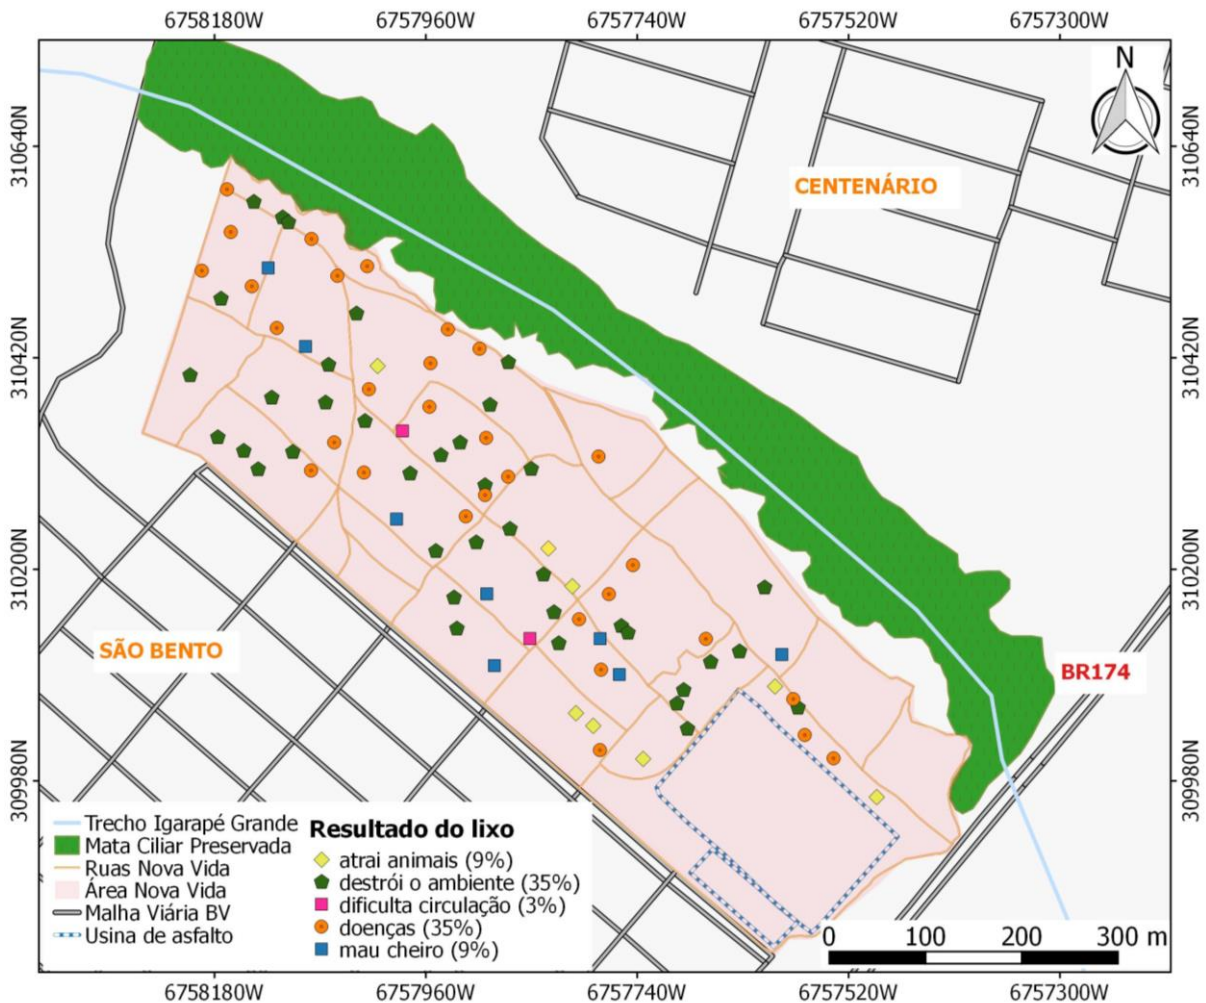 6758180W 6757960W 6757740W 6757520W 6757300W
N
310640N 310640N
CENTENÁRIO
310420N 310420N
310200N 310200N
SÃO BENTO
BR174
309980N 309980N
Trecho Igarapé Grande
Mata Ciliar Preservada
Ruas Nova Vida
Área Nova Vida
Malha Viária BV
Usina de asfalto
Resultado do lixo
atrai animais (9%)
destrói o ambiente (35%)
dificulta circulação (3%)
doenças (35%)
mau cheiro (9%)
0 100 200 300 m
6758180W 6757960W 6757740W 6757520W 6757300W